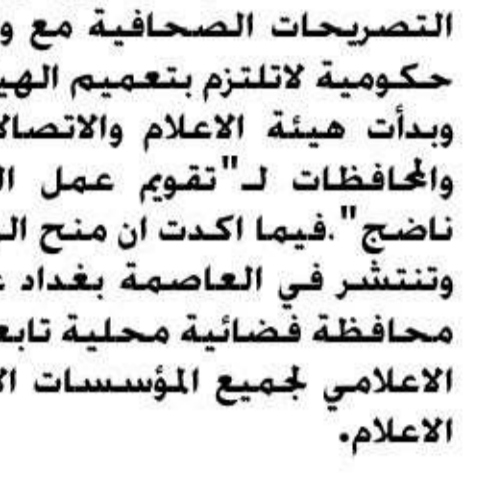 التصريحات الصحافية مع و
حكومية لاتلتزم بتعميم الهي
وبدأت هيئة الاعلام والاتصالا
والمحافظات لـ"تقويم عمل ال
ناضج".فيما اكدت ان منح ال
وتنتشر في العاصمة بغداد ع
محافظة فضائية محلية تابع
الاعلامي لجميع المؤسسات ال
الاعلام.